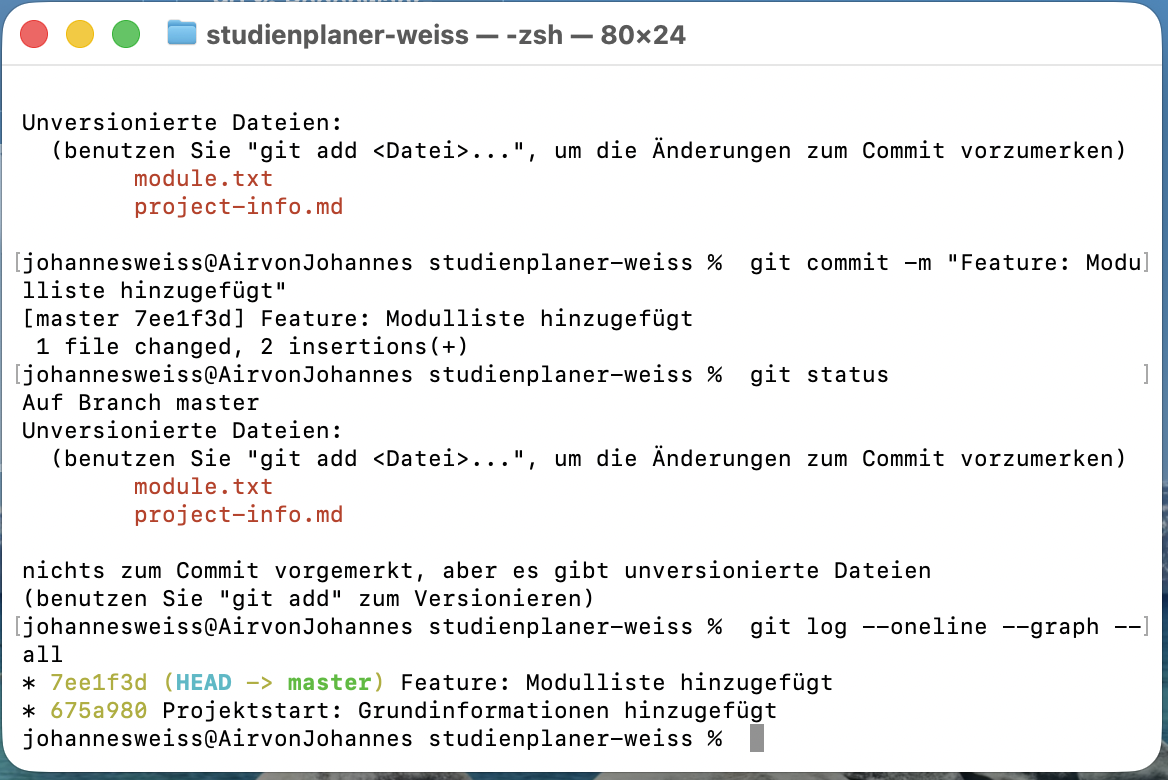 studienplaner-weiss — -zsh — 80×24
Unversionierte Dateien:
  (benutzen Sie "git add <Datei>...", um die Änderungen zum Commit vorzumerken)
        module.txt
        project-info.md
[johannesweiss@AirvonJohannes studienplaner-weiss %  git commit -m "Feature: Modu]
lliste hinzugefügt"
[master 7ee1f3d] Feature: Modulliste hinzugefügt
 1 file changed, 2 insertions(+)
[johannesweiss@AirvonJohannes studienplaner-weiss %  git status                  ]
Auf Branch master
Unversionierte Dateien:
  (benutzen Sie "git add <Datei>...", um die Änderungen zum Commit vorzumerken)
        module.txt
        project-info.md
nichts zum Commit vorgemerkt, aber es gibt unversionierte Dateien
(benutzen Sie "git add" zum Versionieren)
[johannesweiss@AirvonJohannes studienplaner-weiss %  git log --oneline --graph --]
all
* 7ee1f3d (HEAD -> master) Feature: Modulliste hinzugefügt
* 675a980 Projektstart: Grundinformationen hinzugefügt
johannesweiss@AirvonJohannes studienplaner-weiss %